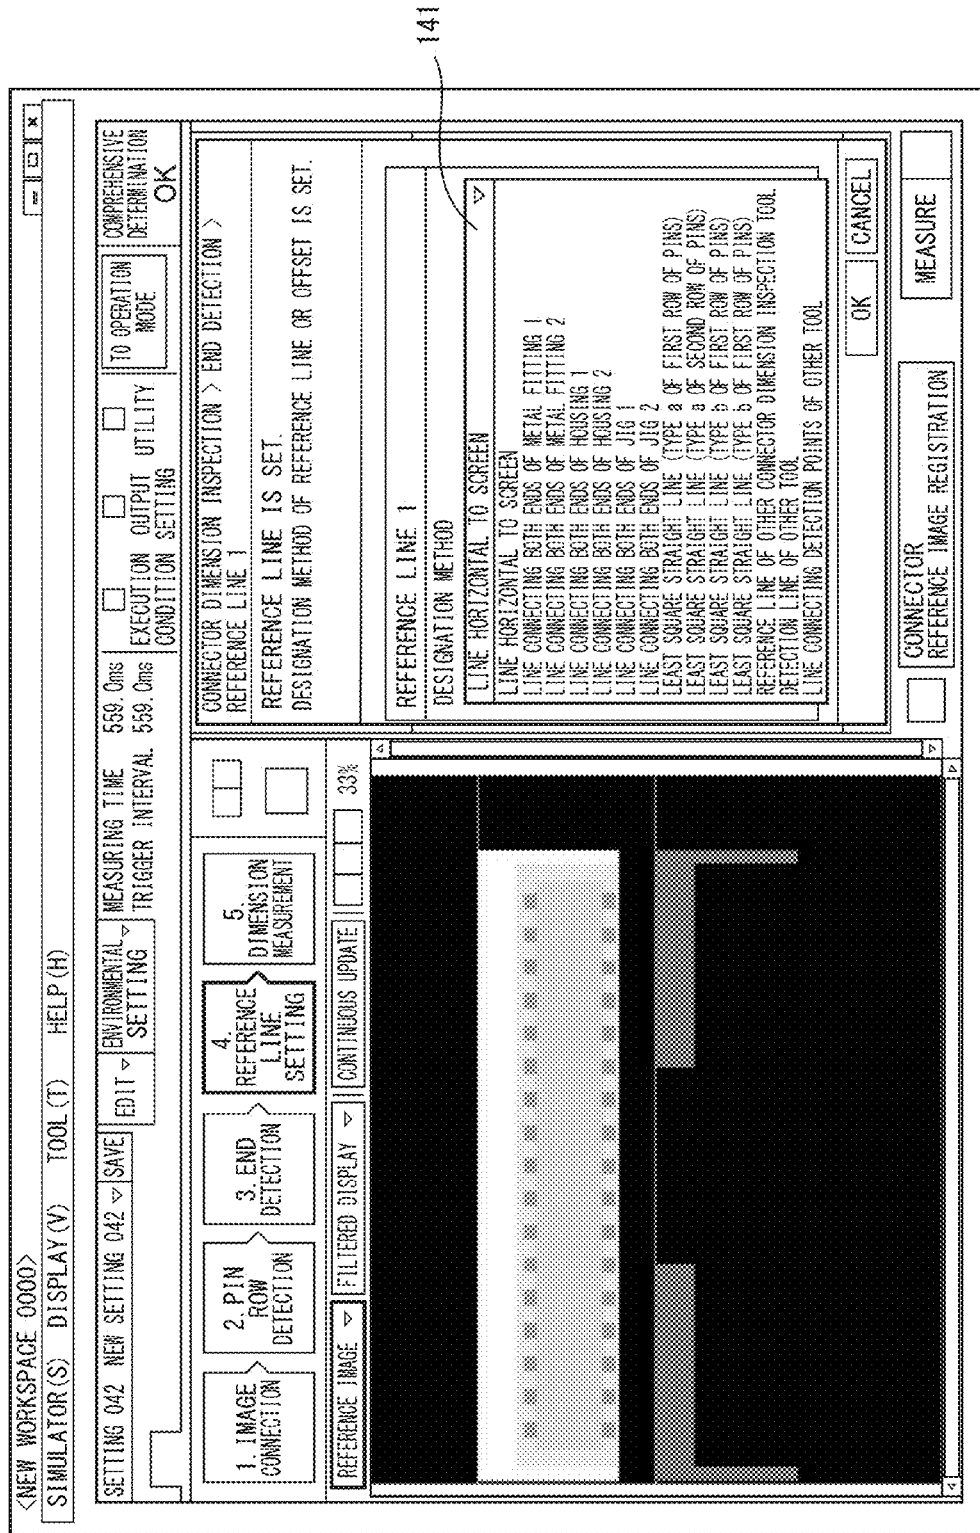 <NEW WORKSPACE 0000>
SIMULATOR(S) DISPLAY(V) TOOL(T) HELP(H)
SETTING 042 NEW SETTING 042 SAVE
EDIT
ENVIRONMENTAL
SETTING
MEASURING TIME 559.0ms
TRIGGER INTERVAL 559.0ms
EXECUTION OUTPUT UTILITY
CONDITION SETTING
TO OPERATION
MODE
COMPREHENSIVE
DETERMINATION
OK
1. IMAGE
CONNECTION
2. PIN
ROW
DETECTION
3. END
DETECTION
4.
REFERENCE
LINE
SETTING
5.
DIMENSION
MEASUREMENT
REFERENCE IMAGE
FILTERED DISPLAY
CONTINUOUS UPDATE
33%
CONNECTOR DIMENSION INSPECTION > END DETECTION >
REFERENCE LINE 1
REFERENCE LINE IS SET.
DESIGNATION METHOD OF REFERENCE LINE OR OFFSET IS SET.
REFERENCE LINE 1
DESIGNATION METHOD
LINE HORIZONTAL TO SCREEN
LINE HORIZONTAL TO SCREEN
LINE CONNECTING BOTH ENDS OF METAL FITTING 1
LINE CONNECTING BOTH ENDS OF METAL FITTING 2
LINE CONNECTING BOTH ENDS OF HOUSING 1
LINE CONNECTING BOTH ENDS OF HOUSING 2
LINE CONNECTING BOTH ENDS OF JIG 1
LINE CONNECTING BOTH ENDS OF JIG 2
LEAST SQUARE STRAIGHT LINE (TYPE a OF FIRST ROW OF PINS)
LEAST SQUARE STRAIGHT LINE (TYPE a OF SECOND ROW OF PINS)
LEAST SQUARE STRAIGHT LINE (TYPE b OF FIRST ROW OF PINS)
LEAST SQUARE STRAIGHT LINE (TYPE b OF FIRST ROW OF PINS)
REFERENCE LINE OF OTHER CONNECTOR DIMENSION INSPECTION TOOL
DETECTION LINE OF OTHER TOOL
LINE CONNECTING DETECTION POINTS OF OTHER TOOL
OK CANCEL
CONNECTOR
REFERENCE IMAGE REGISTRATION
MEASURE
141